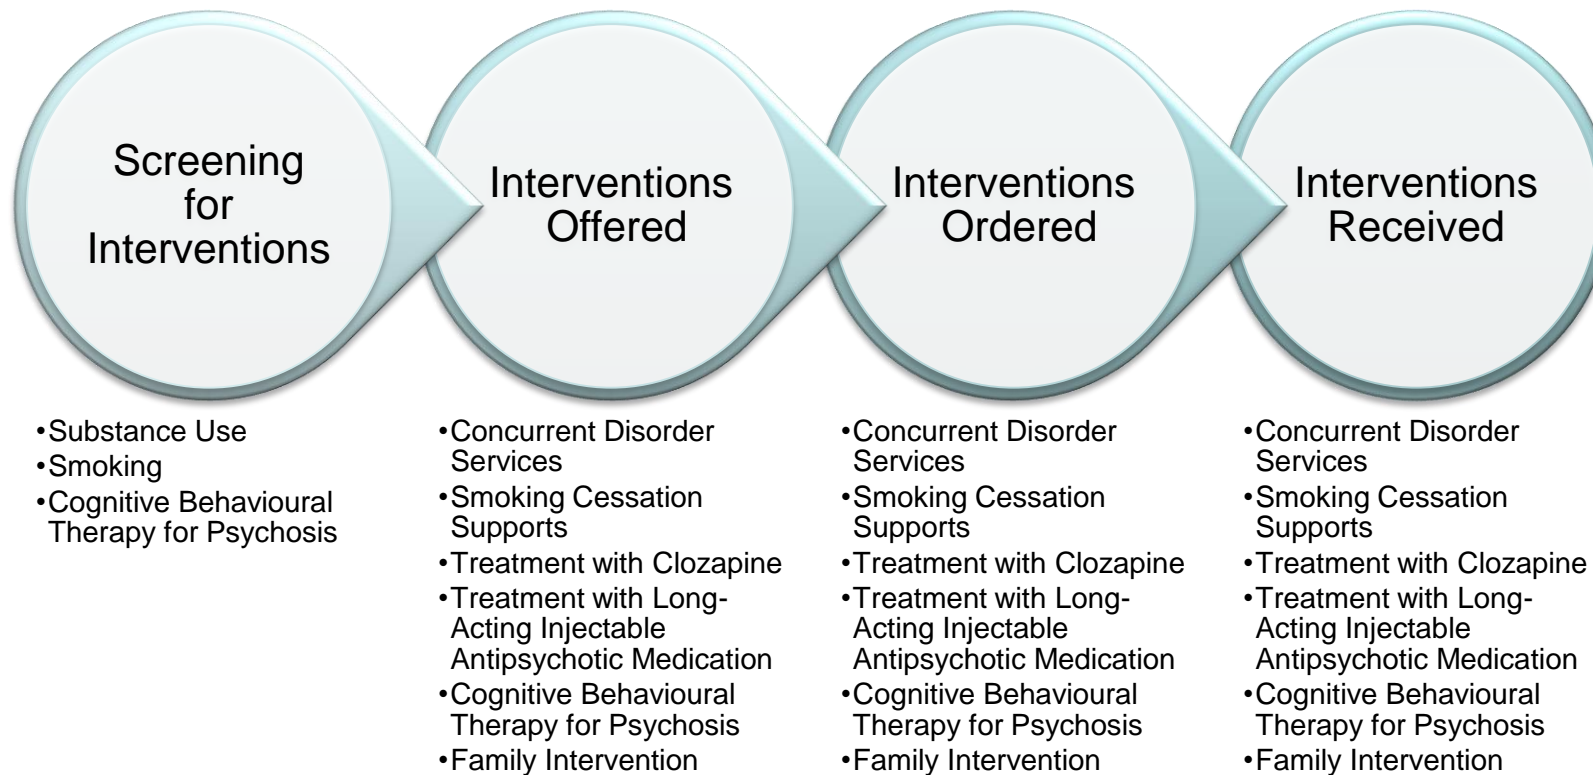 Screening
for
Interventions
•Substance Use
•Smoking
•Cognitive Behavioural
Therapy for Psychosis
Interventions
Offered
•Concurrent Disorder
Services
•Smoking Cessation
Supports
•Treatment with Clozapine
•Treatment with Long-
Acting Injectable
Antipsychotic Medication
•Cognitive Behavioural
Therapy for Psychosis
•Family Intervention
Interventions
Ordered
•Concurrent Disorder
Services
•Smoking Cessation
Supports
•Treatment with Clozapine
•Treatment with Long-
Acting Injectable
Antipsychotic Medication
•Cognitive Behavioural
Therapy for Psychosis
•Family Intervention
Interventions
Received
•Concurrent Disorder
Services
•Smoking Cessation
Supports
•Treatment with Clozapine
•Treatment with Long-
Acting Injectable
Antipsychotic Medication
•Cognitive Behavioural
Therapy for Psychosis
•Family Intervention